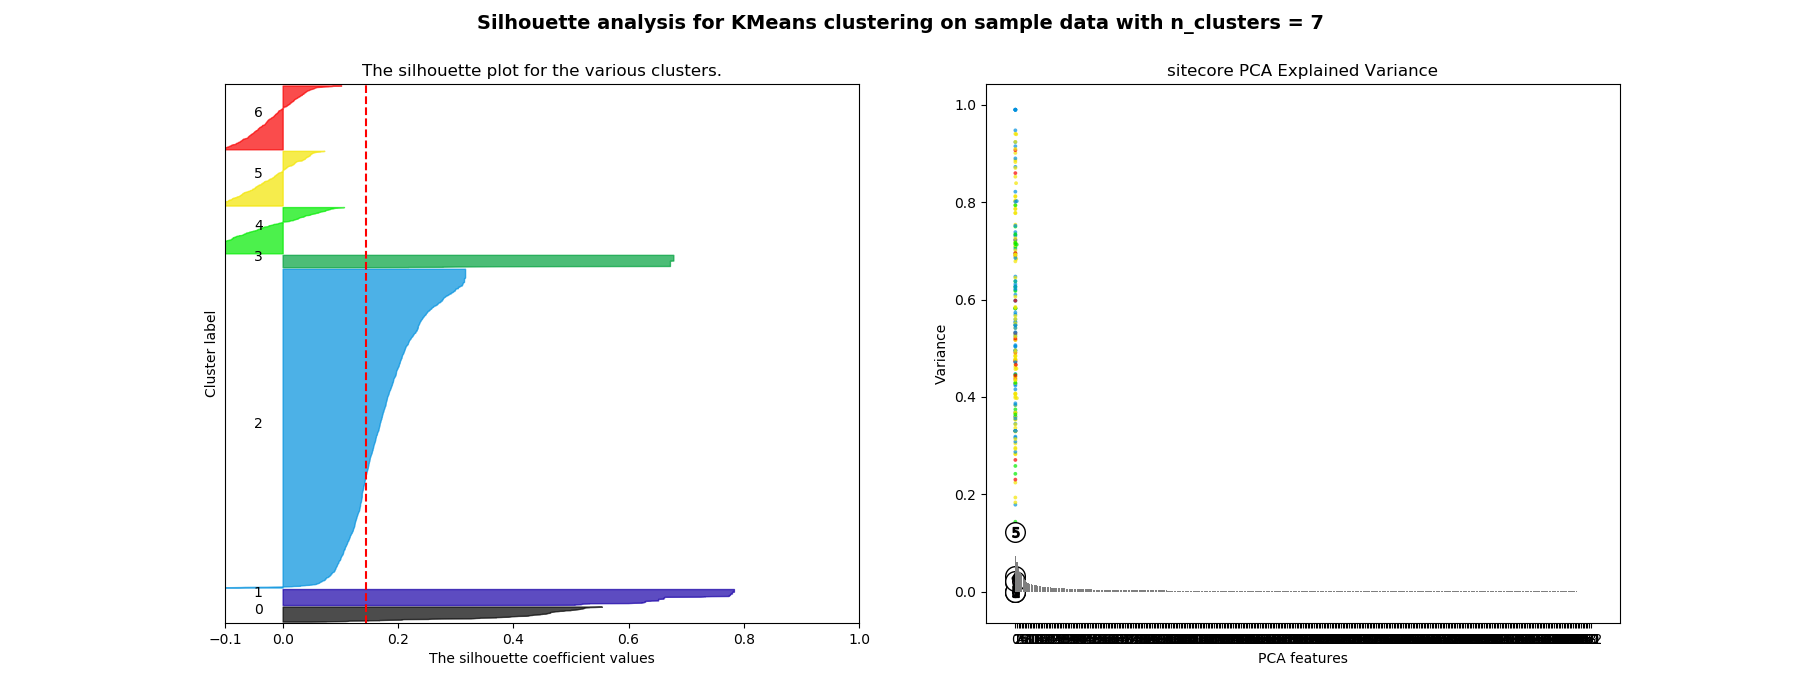 Silhouette analysis for KMeans clustering on sample data with n_clusters = 7
The silhouette plot for the various clusters.
6
5
4
3
2
1
0
Cluster label
−0.1 0.0 0.2 0.4 0.6 0.8 1.0
The silhouette coefficient values
sitecore PCA Explained Variance
1.0
0.8
0.6
0.4
0.2
0.0
Variance
5
PCA features